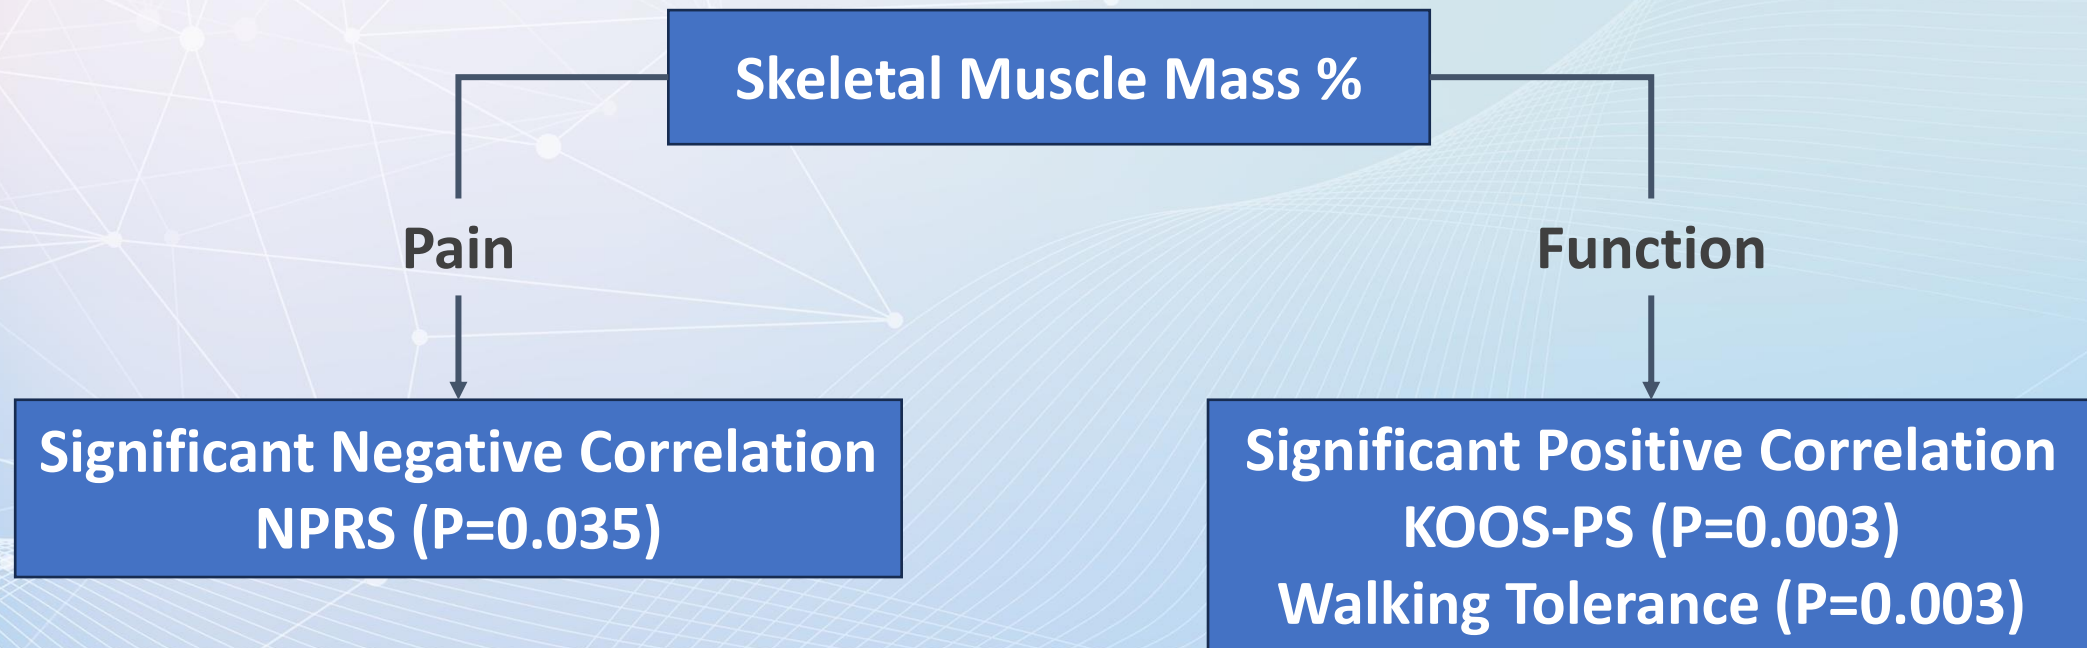 Skeletal Muscle Mass %
Pain
Function
Significant Negative Correlation
NPRS (P=0.035)
Significant Positive Correlation
KOOS-PS (P=0.003)
Walking Tolerance (P=0.003)